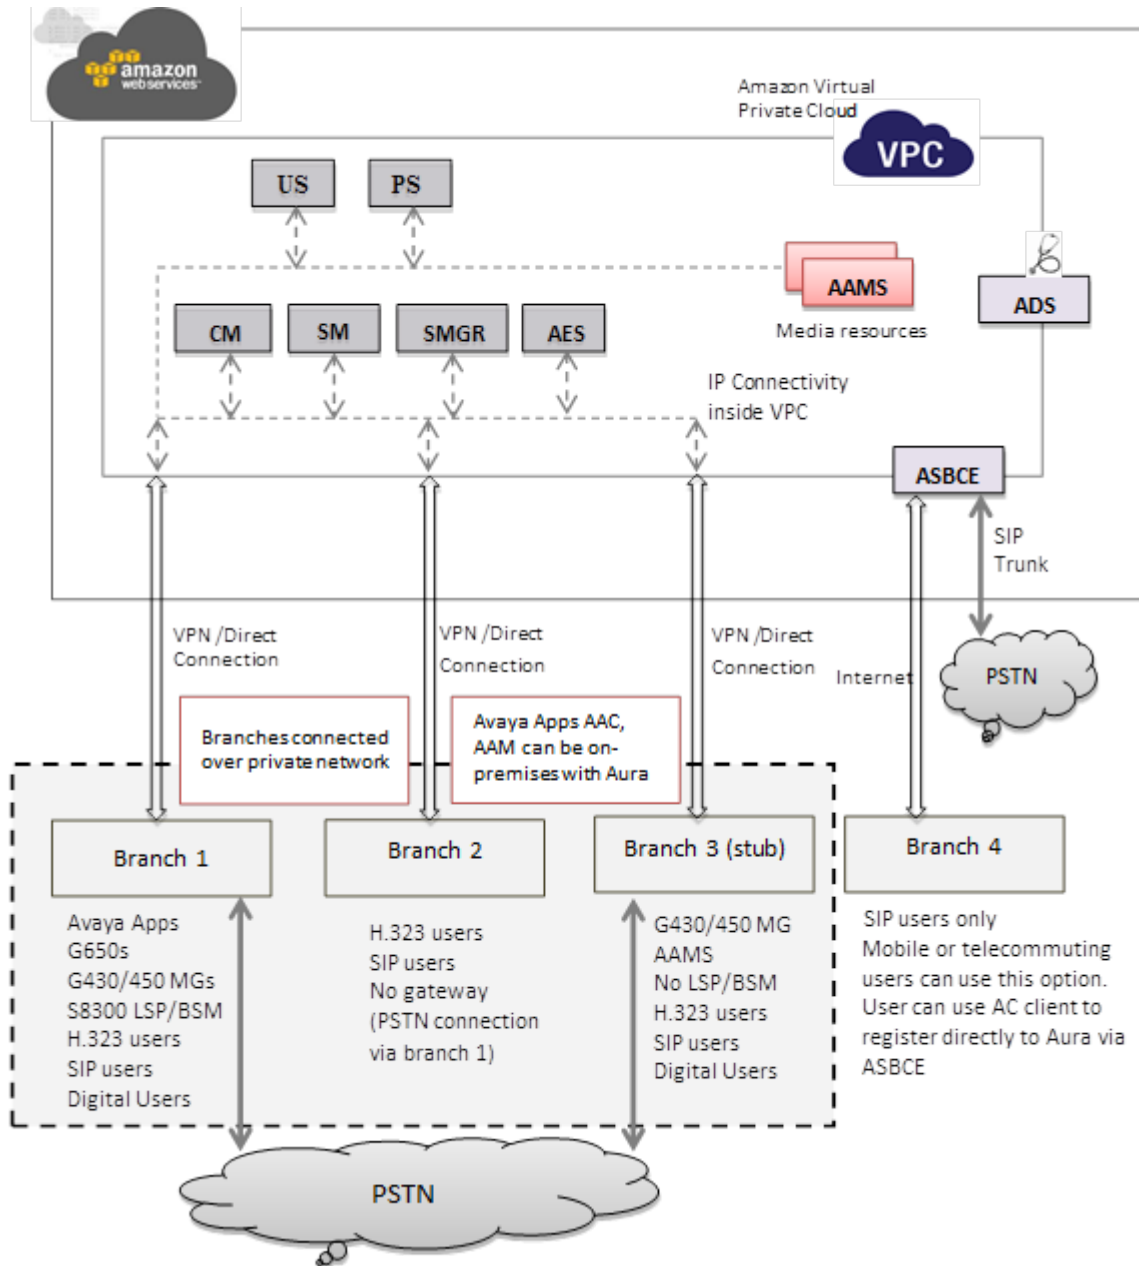 amazon
webservices™
Amazon Virtual
Private Cloud
VPC
US
PS
AAMS
Media resources
ADS
CM
SM
SMGR
AES
IP Connectivity
inside VPC
ASBCE
SIP
Trunk
VPN /Direct
Connection
VPN /Direct
Connection
VPN /Direct
Connection
Internet
PSTN
Branches connected
over private network
Avaya Apps AAC,
AAM can be on-
premises with Aura
Branch 1
Branch 2
Branch 3 (stub)
Branch 4
Avaya Apps
G650s
G430/450 MGs
S8300 LSP/BSM
H.323 users
SIP users
Digital Users
H.323 users
SIP users
No gateway
(PSTN connection
via branch 1)
G430/450 MG
AAMS
No LSP/BSM
H.323 users
SIP users
Digital Users
SIP users only
Mobile or telecommuting
users can use this option.
User can use AC client to
register directly to Aura via
ASBCE
PSTN